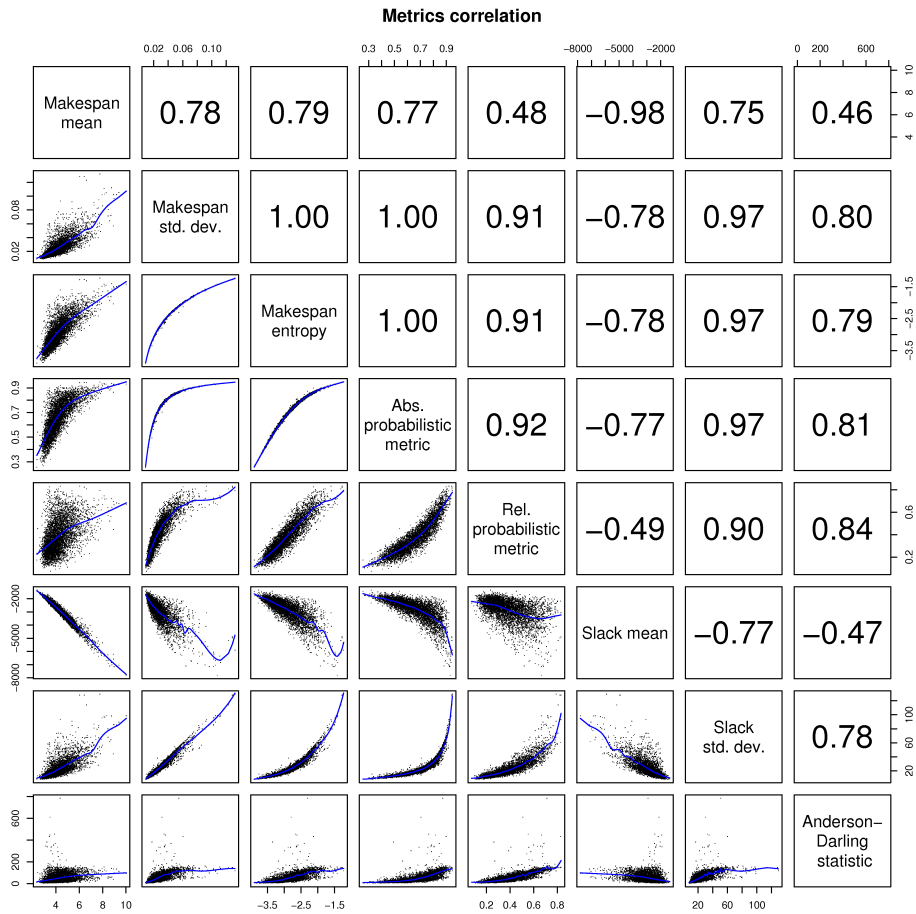 Metrics correlation
0.02 0.06 0.10 0.3 0.5 0.7 0.9 −8000 −5000 −2000 0 200 600
Makespan
mean
0.78 0.79 0.77 0.48 −0.98 0.75 0.46
4 6 8 10
0.02 0.08
Makespan
std. dev.
1.00 1.00 0.91 −0.78 0.97 0.80
Makespan
entropy
1.00 0.91 −0.78 0.97 0.79
−3.5 −2.5 −1.5
0.3 0.5 0.7 0.9
Abs.
probabilistic
metric
0.92 −0.77 0.97 0.81
Rel.
probabilistic
metric
−0.49 0.90 0.84
0.2 0.6
−8000 −5000 −2000
Slack mean
−0.77 −0.47
Slack
std. dev.
0.78
20 60 100
0 200 600
Anderson−
Darling
statistic
4 6 8 10 −3.5 −2.5 −1.5 0.2 0.4 0.6 0.8 20 60 100